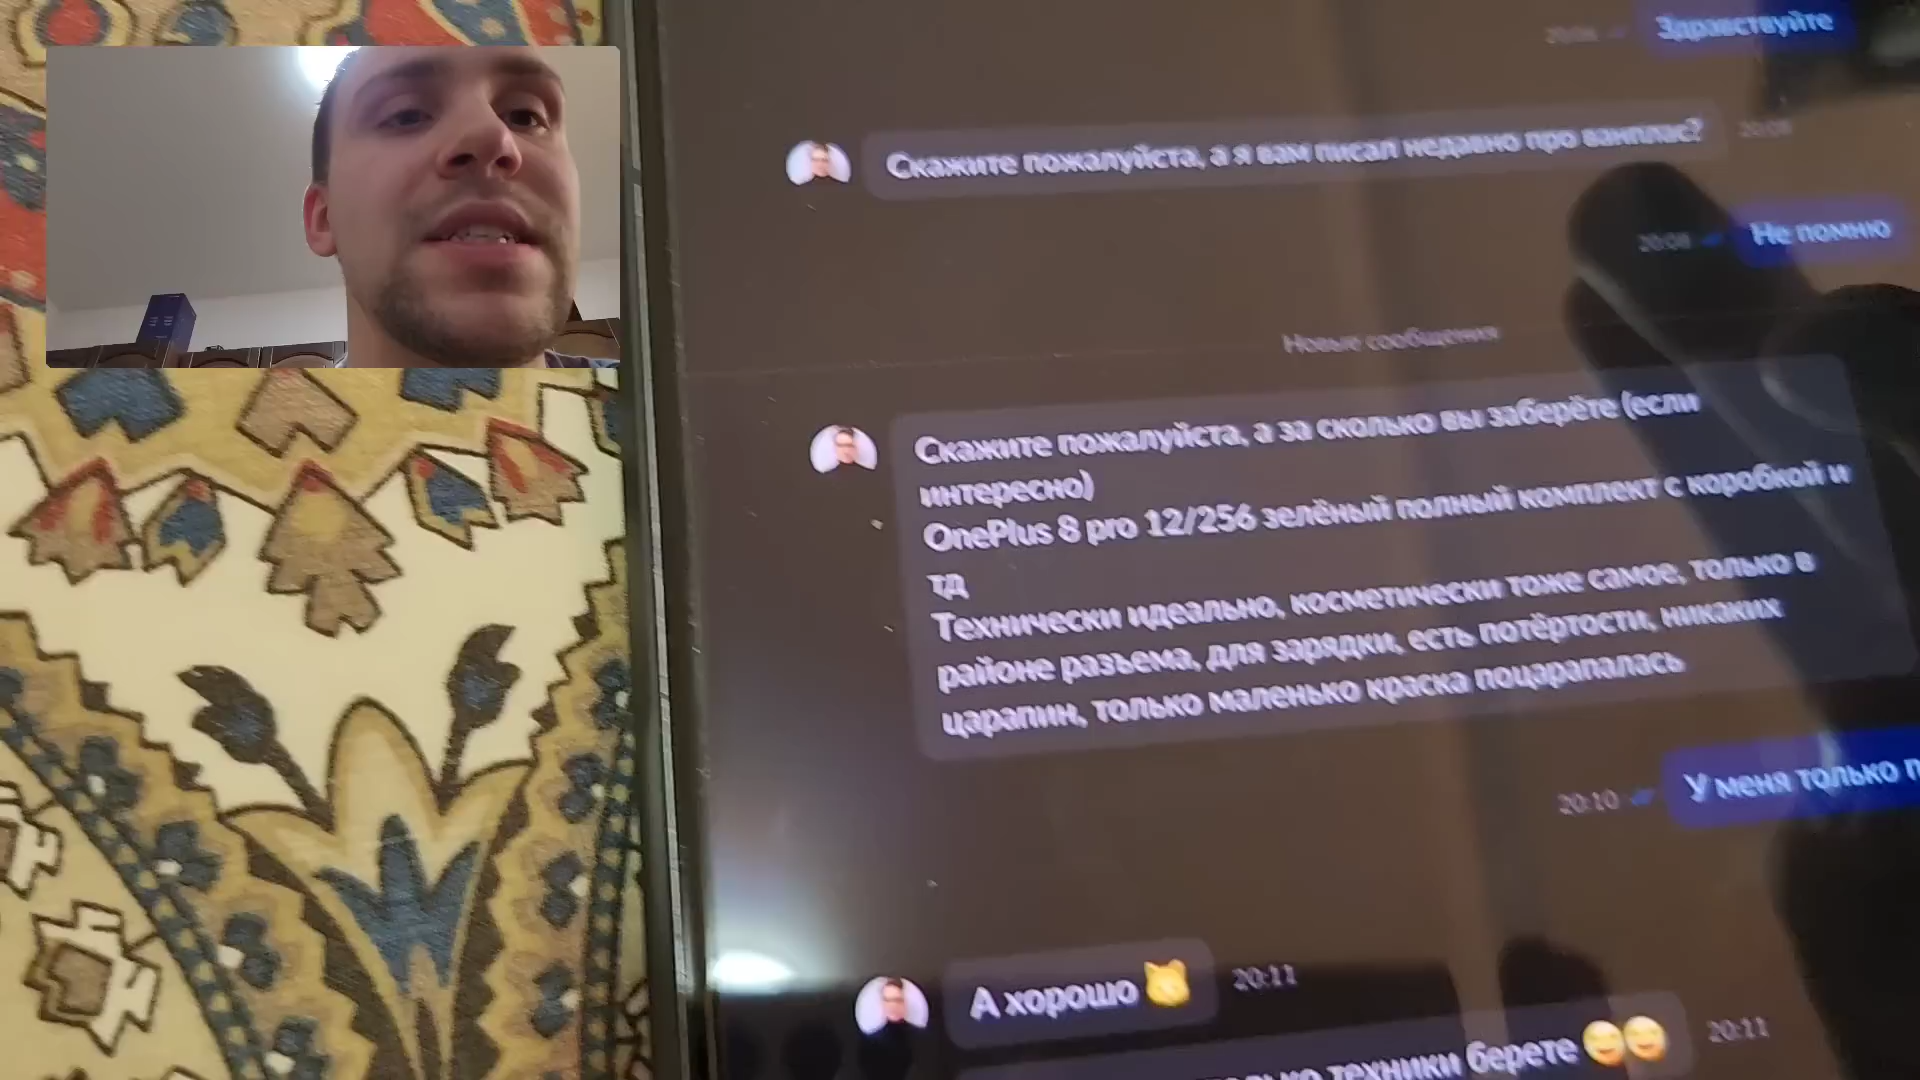 Здравствуйте
Скажите пожалуйста, а я вам писал недавно про ванплас?
20:08
Не помню
Новые сообщения
Скажите пожалуйста, а за сколько вы заберёте (если
интересно)
OnePlus 8 pro 12/256 зелёный полный комплект с коробкой и
тд
Технически идеально, косметически тоже самое, только в
районе разъема, для зарядки, есть потёртости, никаких
царапин, только маленько краска поцарапалась
20:10
У меня только
А хорошо 20:11
техники берете 20:11